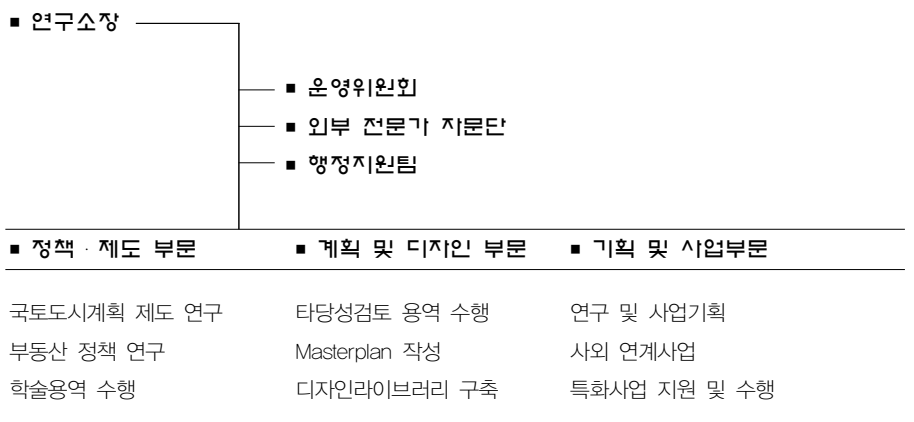 ■ 연구소장
■ 운영위원회
■ 외부 전문가 자문단
■ 행정지원팀
■ 정책 · 제도 부문 ■ 계획 및 디자인 부문 ■ 기획 및 사업부문
국토도시계획 제도 연구 타당성검토 용역 수행 연구 및 사업기획
부동산 정책 연구 Masterplan 작성 사외 연계사업
학술용역 수행 디자인라이브러리 구축 특화사업 지원 및 수행